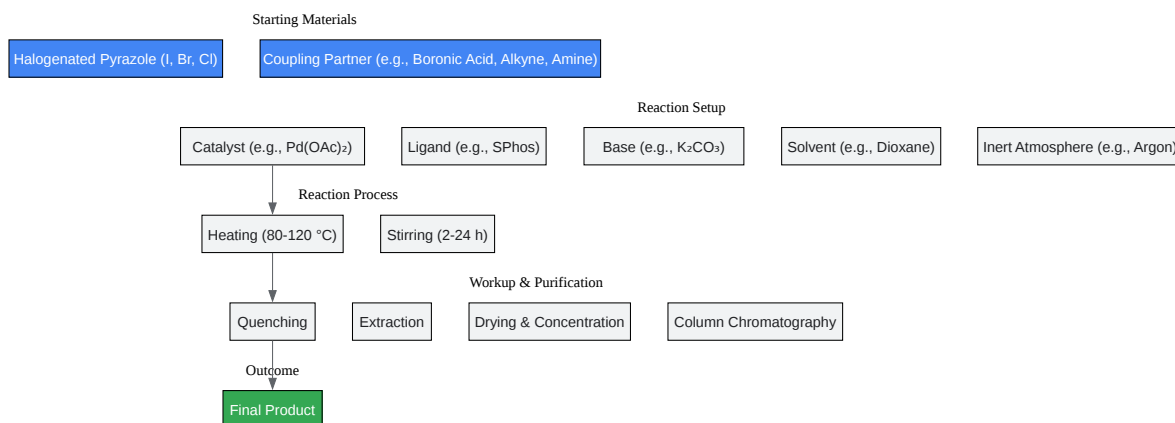 Starting Materials
Halogenated Pyrazole (I, Br, Cl)
Coupling Partner (e.g., Boronic Acid, Alkyne, Amine)
Reaction Setup
Catalyst (e.g., Pd(OAc)₂)
Ligand (e.g., SPhos)
Base (e.g., K₂CO₃)
Solvent (e.g., Dioxane)
Inert Atmosphere (e.g., Argon)
Reaction Process
Heating (80-120 °C)
Stirring (2-24 h)
Workup & Purification
Quenching
Extraction
Drying & Concentration
Column Chromatography
Outcome
Final Product